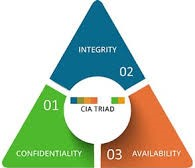 INTEGRITY
02
01
CIA TRIAD
CONFIDENTIALITY
03
AVAILABILITY